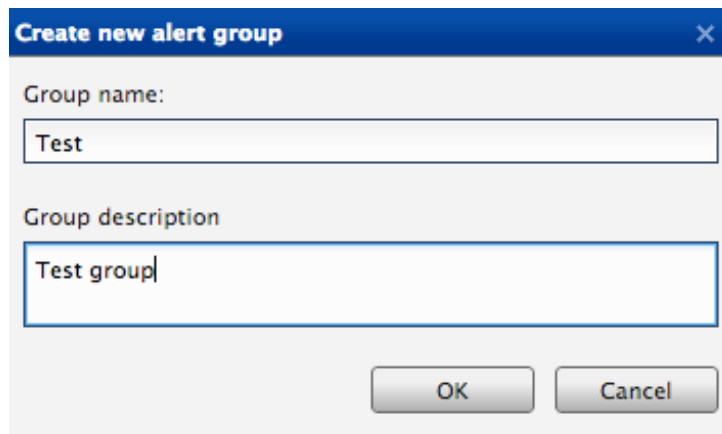 Create new alert group
Group name:
Test
Group description
Test group
OK Cancel